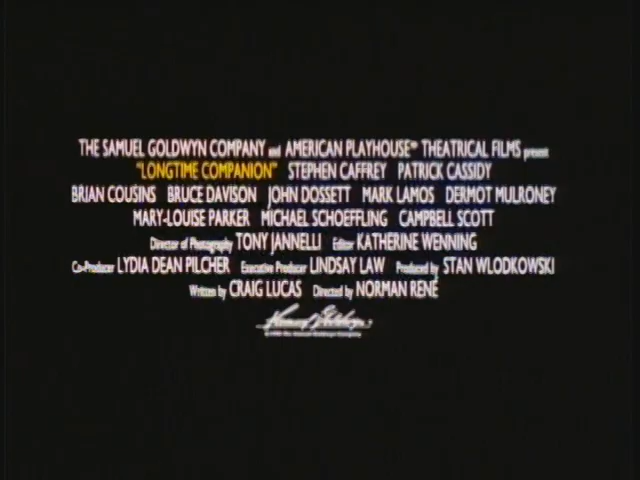 THE SAMUEL GOLDWYN COMPANY and AMERICAN PLAYHOUSE® THEATRICAL FILMS present
"LONGTIME COMPANION" STEPHEN CAFFREY PATRICK CASSIDY
BRIAN COUSINS BRUCE DAVISON JOHN DOSSETT MARK LAMOS DERMOT MULRONEY
MARY-LOUISE PARKER MICHAEL SCHOEFFLING CAMPBELL SCOTT
Director of Photography TONY JANNELLI Editor KATHERINE WENNING
Co-Producer LYDIA DEAN PILCHER Executive Producer LINDSAY LAW Produced by STAN WLODKOWSKI
Written by CRAIG LUCAS Directed by NORMAN RENÉ
Samuel Goldwyn